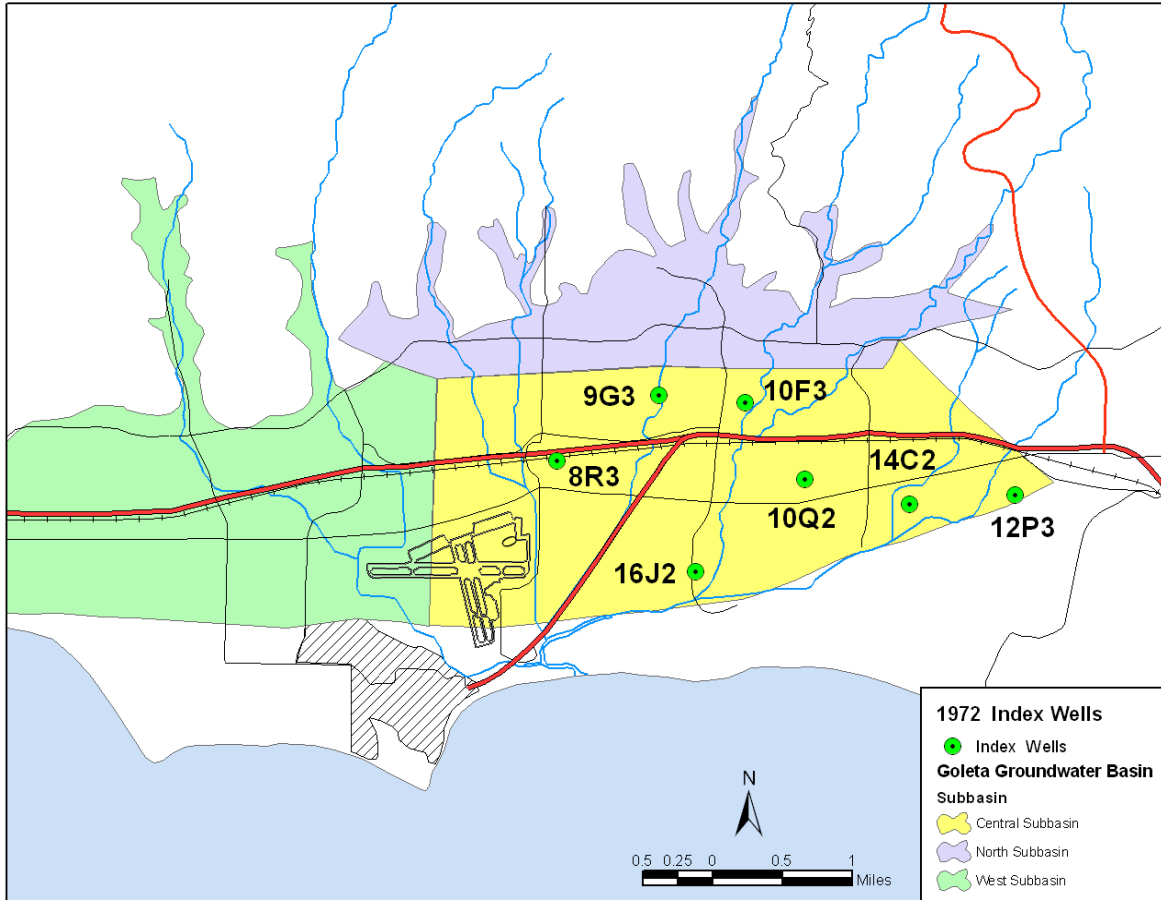 9G3
10F3
8R3
14C2
10Q2
12P3
16J2
1972 Index Wells
Index Wells
Goleta Groundwater Basin
Subbasin
Central Subbasin
North Subbasin
West Subbasin
N
0.5 0.25 0 0.5 1
Miles